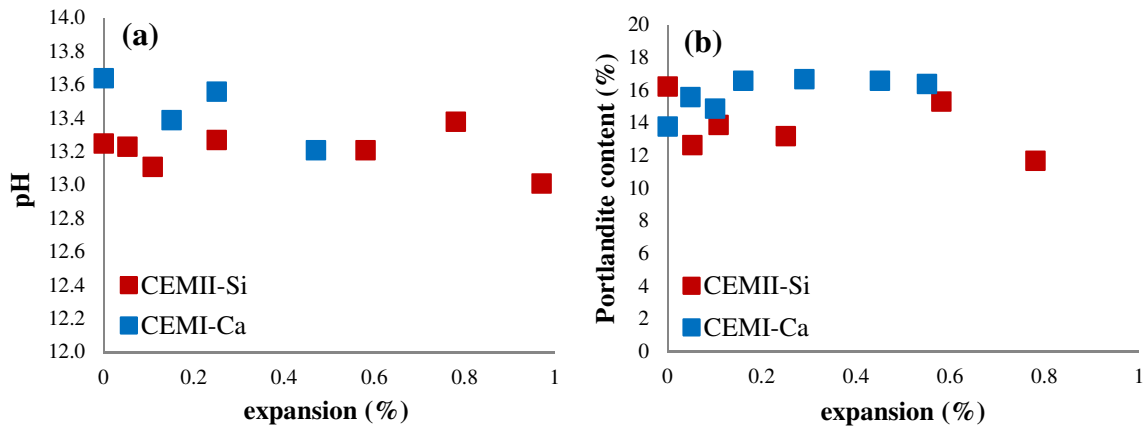 (a)
pH
14.0
13.8
13.6
13.4
13.2
13.0
12.8
12.6
12.4
12.2
12.0
CEMII-Si
CEMI-Ca
0 0.2 0.4 0.6 0.8 1
expansion (%)
(b)
Portlandite content (%)
20
18
16
14
12
10
8
6
4
2
0
CEMII-Si
CEMI-Ca
0 0.2 0.4 0.6 0.8 1
expansion (%)